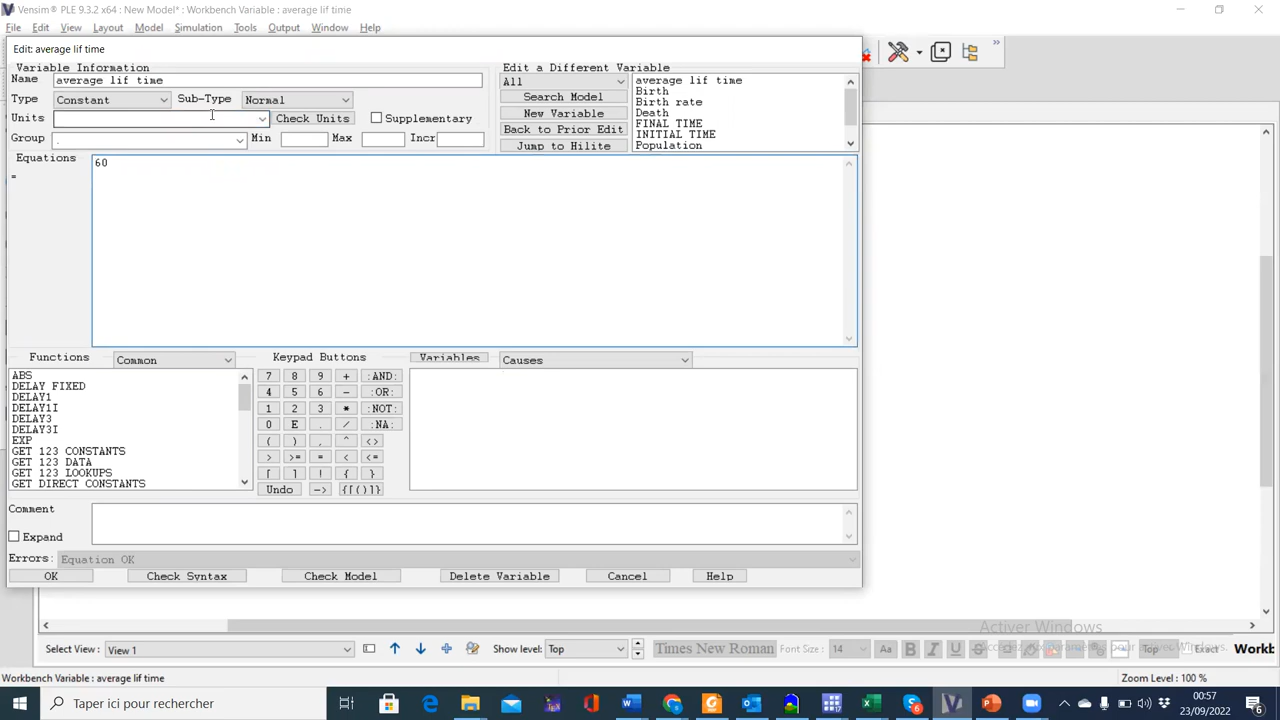 Vensim® PLE 9.3.2 x64 : New Model* : Workbench Variable : average lif time
File Edit View Layout Model Simulation Tools Output Window Help
»
Edit: average lif time
Variable Information
Name average lif time
Type Constant Sub-Type Normal
Units Check Units Supplementary
Group . Min Max Incr
Edit a Different Variable
All
Search Model
New Variable
Back to Prior Edit
Jump to Hilite
average lif time
Birth
Birth rate
Death
FINAL TIME
INITIAL TIME
Population
Equations
=
60
Functions Common
ABS
DELAY FIXED
DELAY1
DELAY1I
DELAY3
DELAY3I
EXP
GET 123 CONSTANTS
GET 123 DATA
GET 123 LOOKUPS
GET DIRECT CONSTANTS
Keypad Buttons
7 8 9 + :AND:
4 5 6 - :OR:
1 2 3 * :NOT:
0 E . / :NA:
( ) , ^ <>
> >= = < <=
[ ] ! { }
Undo -> {[()]}
Variables Causes
Comment
Expand
Errors: Equation OK
OK Check Syntax Check Model Delete Variable Cancel Help
Activer Windows
Select View : View 1 Show level: Top Times New Roman Font Size : 14 Aa B I U S Top Exact Workb
Workbench Variable : average lif time Zoom Level : 100 %
Taper ici pour rechercher
00:57
23/09/2022
6